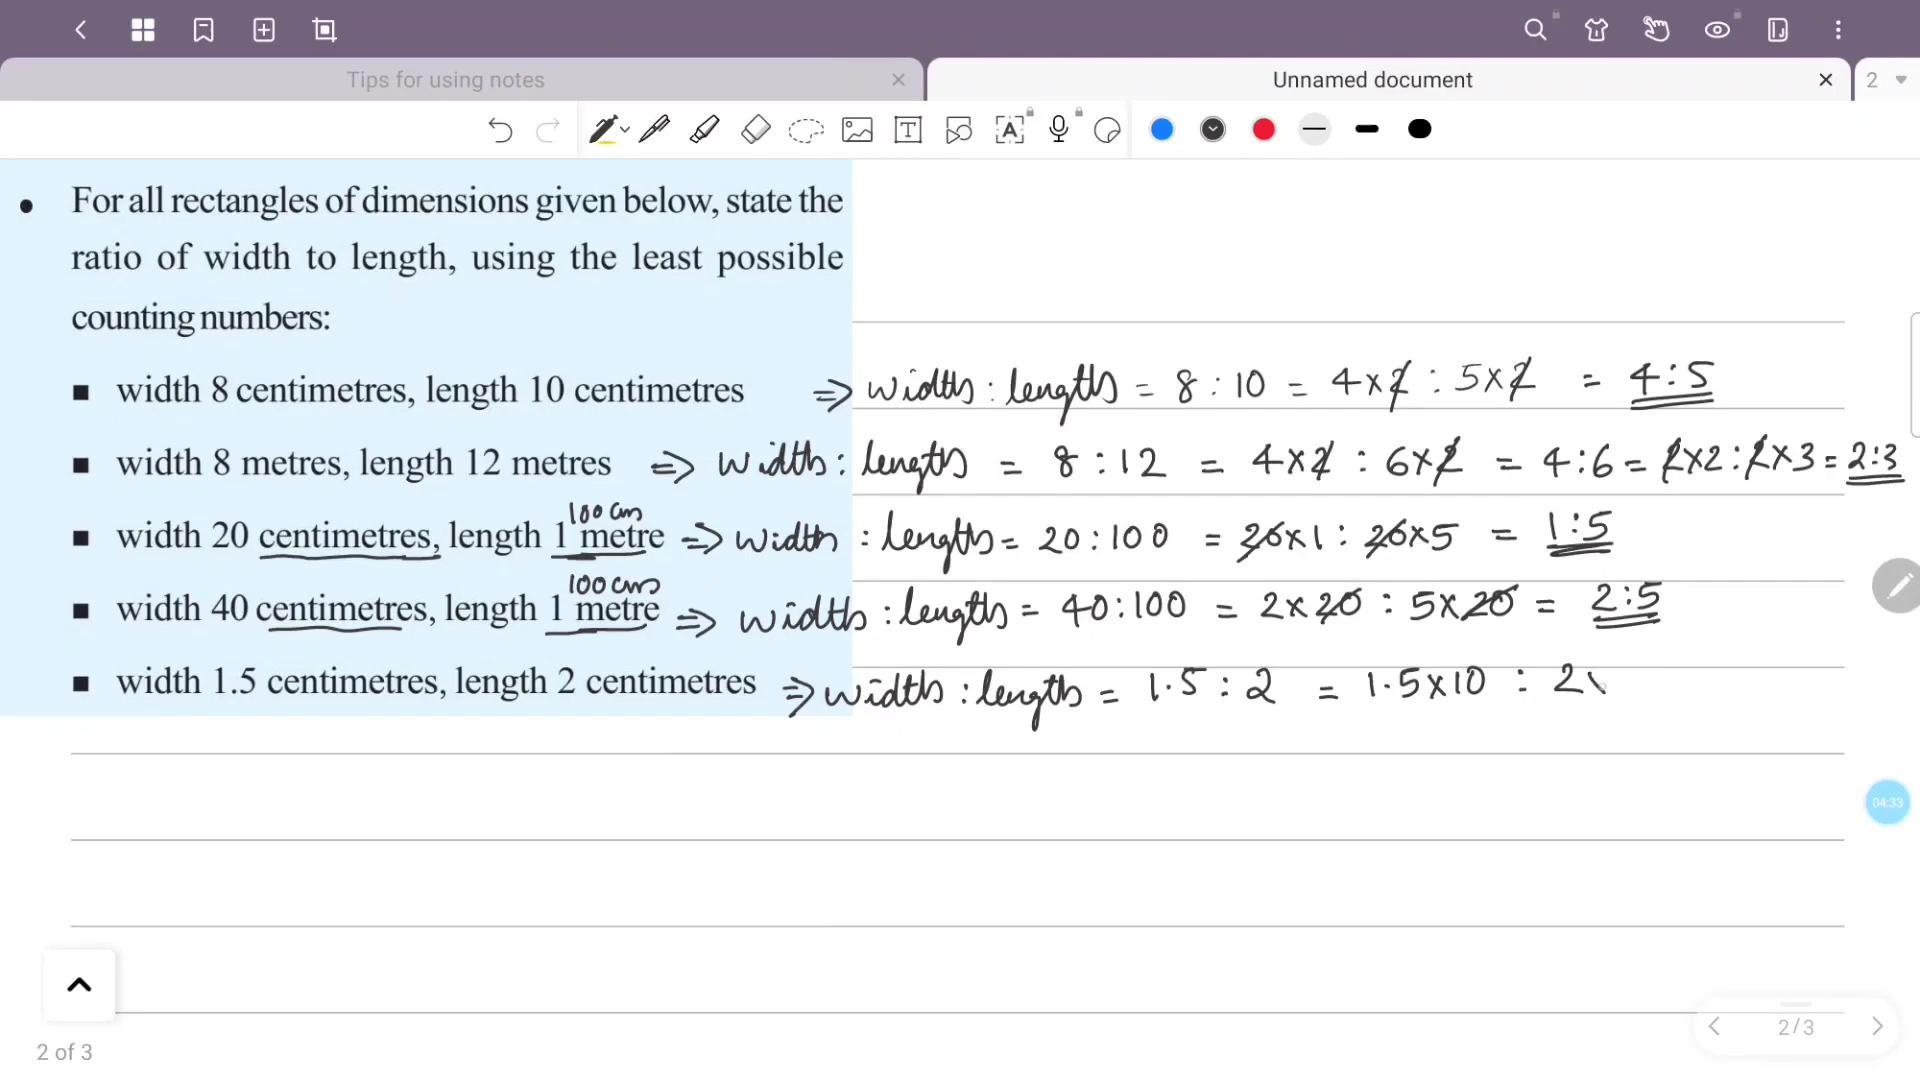 Tips for using notes
Unnamed document
2
• For all rectangles of dimensions given below, state the
ratio of width to length, using the least possible
counting numbers:
▪ width 8 centimetres, length 10 centimetres ⇒ width : length = 8 : 10 = 4×2 : 5×2 = 4:5
▪ width 8 metres, length 12 metres ⇒ width : length = 8 : 12 = 4×2 : 6×2 = 4:6 = 2×2 : 2×3 = 2:3
100 cm
▪ width 20 centimetres, length 1 metre ⇒ width : length = 20 : 100 = 20×1 : 20×5 = 1:5
100 cms
▪ width 40 centimetres, length 1 metre ⇒ width : length = 40 : 100 = 2×20 : 5×20 = 2:5
▪ width 1.5 centimetres, length 2 centimetres ⇒ width : length = 1.5 : 2 = 1.5×10 : 2
04:33
2/3
2 of 3